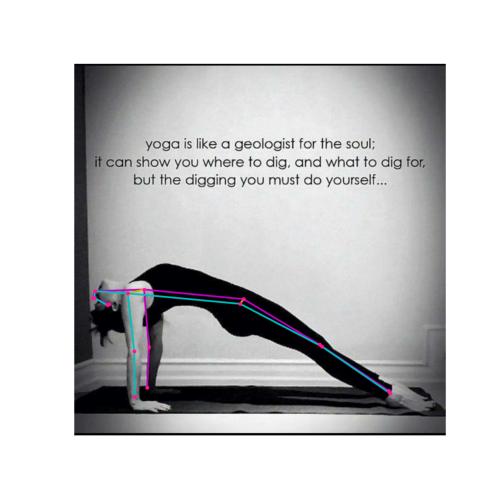 yoga is like a geologist for the soul;
it can show you where to dig, and what to dig for,
but the digging you must do yourself...